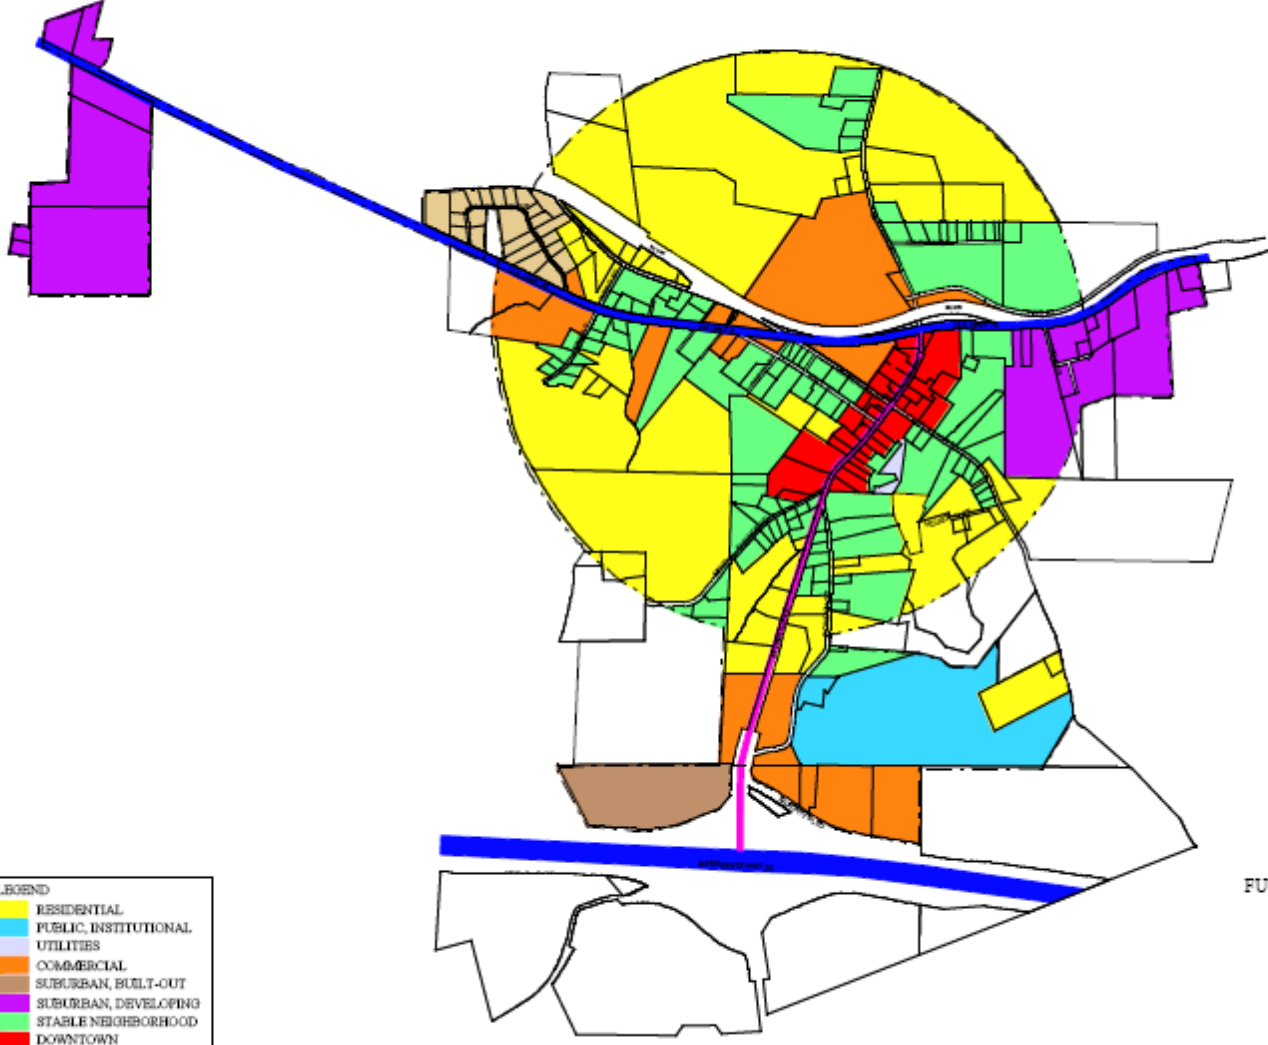 FU
LEGEND
RESIDENTIAL
PUBLIC, INSTITUTIONAL
UTILITIES
COMMERCIAL
SUBURBAN, BUILT-OUT
SUBURBAN, DEVELOPING
STABLE NEIGHBORHOOD
DOWNTOWN